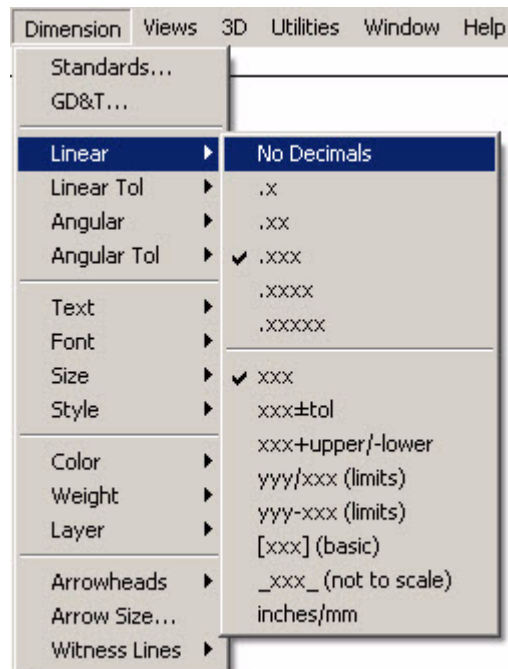 Dimension Views 3D Utilities Window Help
Standards...
GD&T...
Linear
Linear Tol
Angular
Angular Tol
Text
Font
Size
Style
Color
Weight
Layer
Arrowheads
Arrow Size...
Witness Lines
No Decimals
.x
.xx
.xxx
.xxxx
.xxxxx
xxx
xxx±tol
xxx+upper/-lower
yyy/xxx (limits)
yyy-xxx (limits)
[xxx] (basic)
_xxx_ (not to scale)
inches/mm